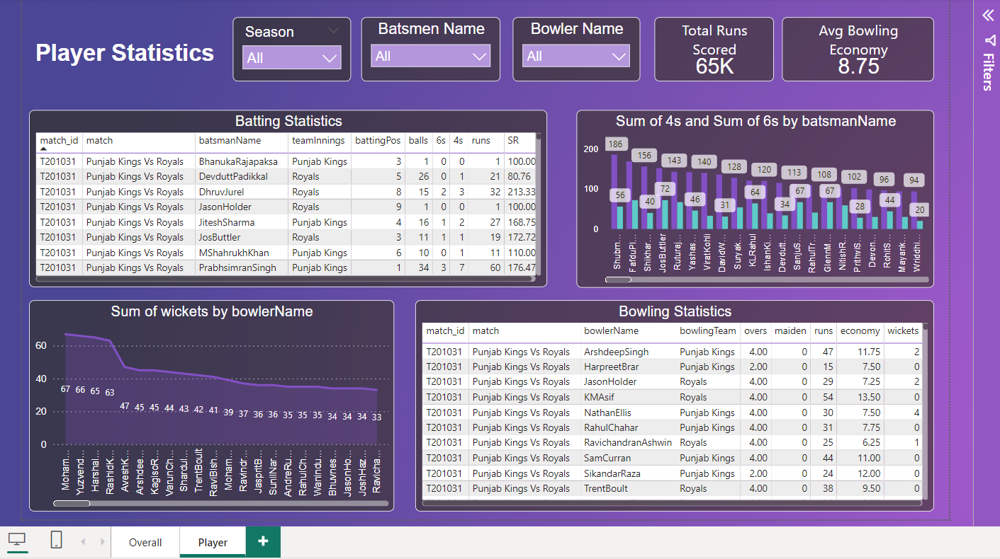 Player Statistics
Season
All
Batsmen Name
All
Bowler Name
All
Total Runs
Scored
65K
Avg Bowling
Economy
8.75
Filters
Batting Statistics
match_id match batsmanName teamInnings battingPos balls 6s 4s runs SR
T201031 Punjab Kings Vs Royals BhanukaRajapaksa Punjab Kings 3 1 0 0 1 100.00
T201031 Punjab Kings Vs Royals DevduttPadikkal Royals 5 26 0 1 21 80.76
T201031 Punjab Kings Vs Royals DhruvJurel Royals 8 15 2 3 32 213.33
T201031 Punjab Kings Vs Royals JasonHolder Royals 9 1 0 0 1 100.00
T201031 Punjab Kings Vs Royals JiteshSharma Punjab Kings 4 16 1 2 27 168.75
T201031 Punjab Kings Vs Royals JosButtler Royals 3 11 1 1 19 172.72
T201031 Punjab Kings Vs Royals MShahrukhKhan Punjab Kings 6 10 0 1 11 110.00
T201031 Punjab Kings Vs Royals PrabhsimranSingh Punjab Kings 1 34 3 7 60 176.47
Sum of 4s and Sum of 6s by batsmanName
200
100
0
186 156 143 140 128 120 113 108 102 96 94
56 40 72 46 31 64 34 67 67 28 44 20
Shubm...
FafduPl...
Shikhar...
JosButtler
Ruturaj...
Yashas...
ViratKohli
DavidW...
Suryak...
KLRahul
IshanKi...
Devdutt...
SanjuS...
RahulTr...
GlennM...
NitishR...
PrithviS...
Devon...
RohitS...
Mayank...
Wriddhi...
Sum of wickets by bowlerName
60
40
20
0
67 66 65 63 47 45 45 44 43 42 41 39 37 36 36 35 35 35 34 34 34 33
Moham...
Yuzvend...
Harshal...
RashidK...
AveshK...
Arshdee...
KagisoR...
VarunCh...
Shardul...
TrentBoult
RaviBish...
Moham...
Ravindr...
JaspritB...
SunilNar...
AndreRu...
RahulCh...
Wanindu...
Bhuvnes...
JasonHo...
JoshHaz...
Ravicha...
Bowling Statistics
match_id match bowlerName bowlingTeam overs maiden runs economy wickets
T201031 Punjab Kings Vs Royals ArshdeepSingh Punjab Kings 4.00 0 47 11.75 2
T201031 Punjab Kings Vs Royals HarpreetBrar Punjab Kings 2.00 0 15 7.50 0
T201031 Punjab Kings Vs Royals JasonHolder Royals 4.00 0 29 7.25 2
T201031 Punjab Kings Vs Royals KMAsif Royals 4.00 0 54 13.50 0
T201031 Punjab Kings Vs Royals NathanEllis Punjab Kings 4.00 0 30 7.50 4
T201031 Punjab Kings Vs Royals RahulChahar Punjab Kings 4.00 0 31 7.75 0
T201031 Punjab Kings Vs Royals RavichandranAshwin Royals 4.00 0 25 6.25 1
T201031 Punjab Kings Vs Royals SamCurran Punjab Kings 4.00 0 44 11.00 0
T201031 Punjab Kings Vs Royals SikandarRaza Punjab Kings 2.00 0 24 12.00 0
T201031 Punjab Kings Vs Royals TrentBoult Royals 4.00 0 38 9.50 0
Overall
Player
+